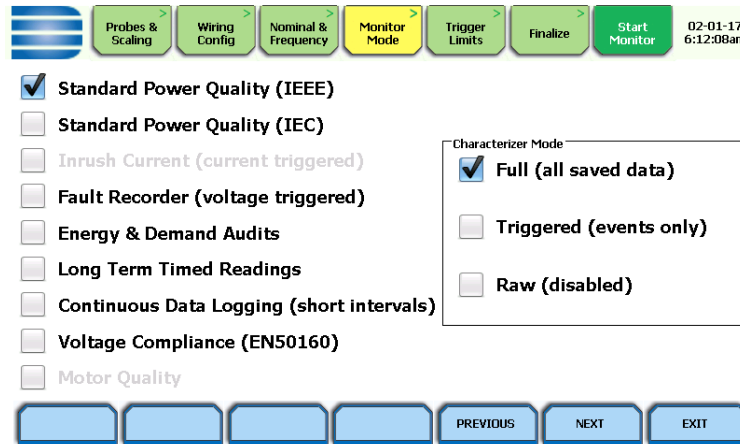 Probes & Scaling
Wiring Config
Nominal & Frequency
Monitor Mode
Trigger Limits
Finalize
Start Monitor
02-01-17
6:12:08am
Standard Power Quality (IEEE)
Standard Power Quality (IEC)
Inrush Current (current triggered)
Fault Recorder (voltage triggered)
Energy & Demand Audits
Long Term Timed Readings
Continuous Data Logging (short intervals)
Voltage Compliance (EN50160)
Motor Quality
Characterizer Mode
Full (all saved data)
Triggered (events only)
Raw (disabled)
PREVIOUS
NEXT
EXIT